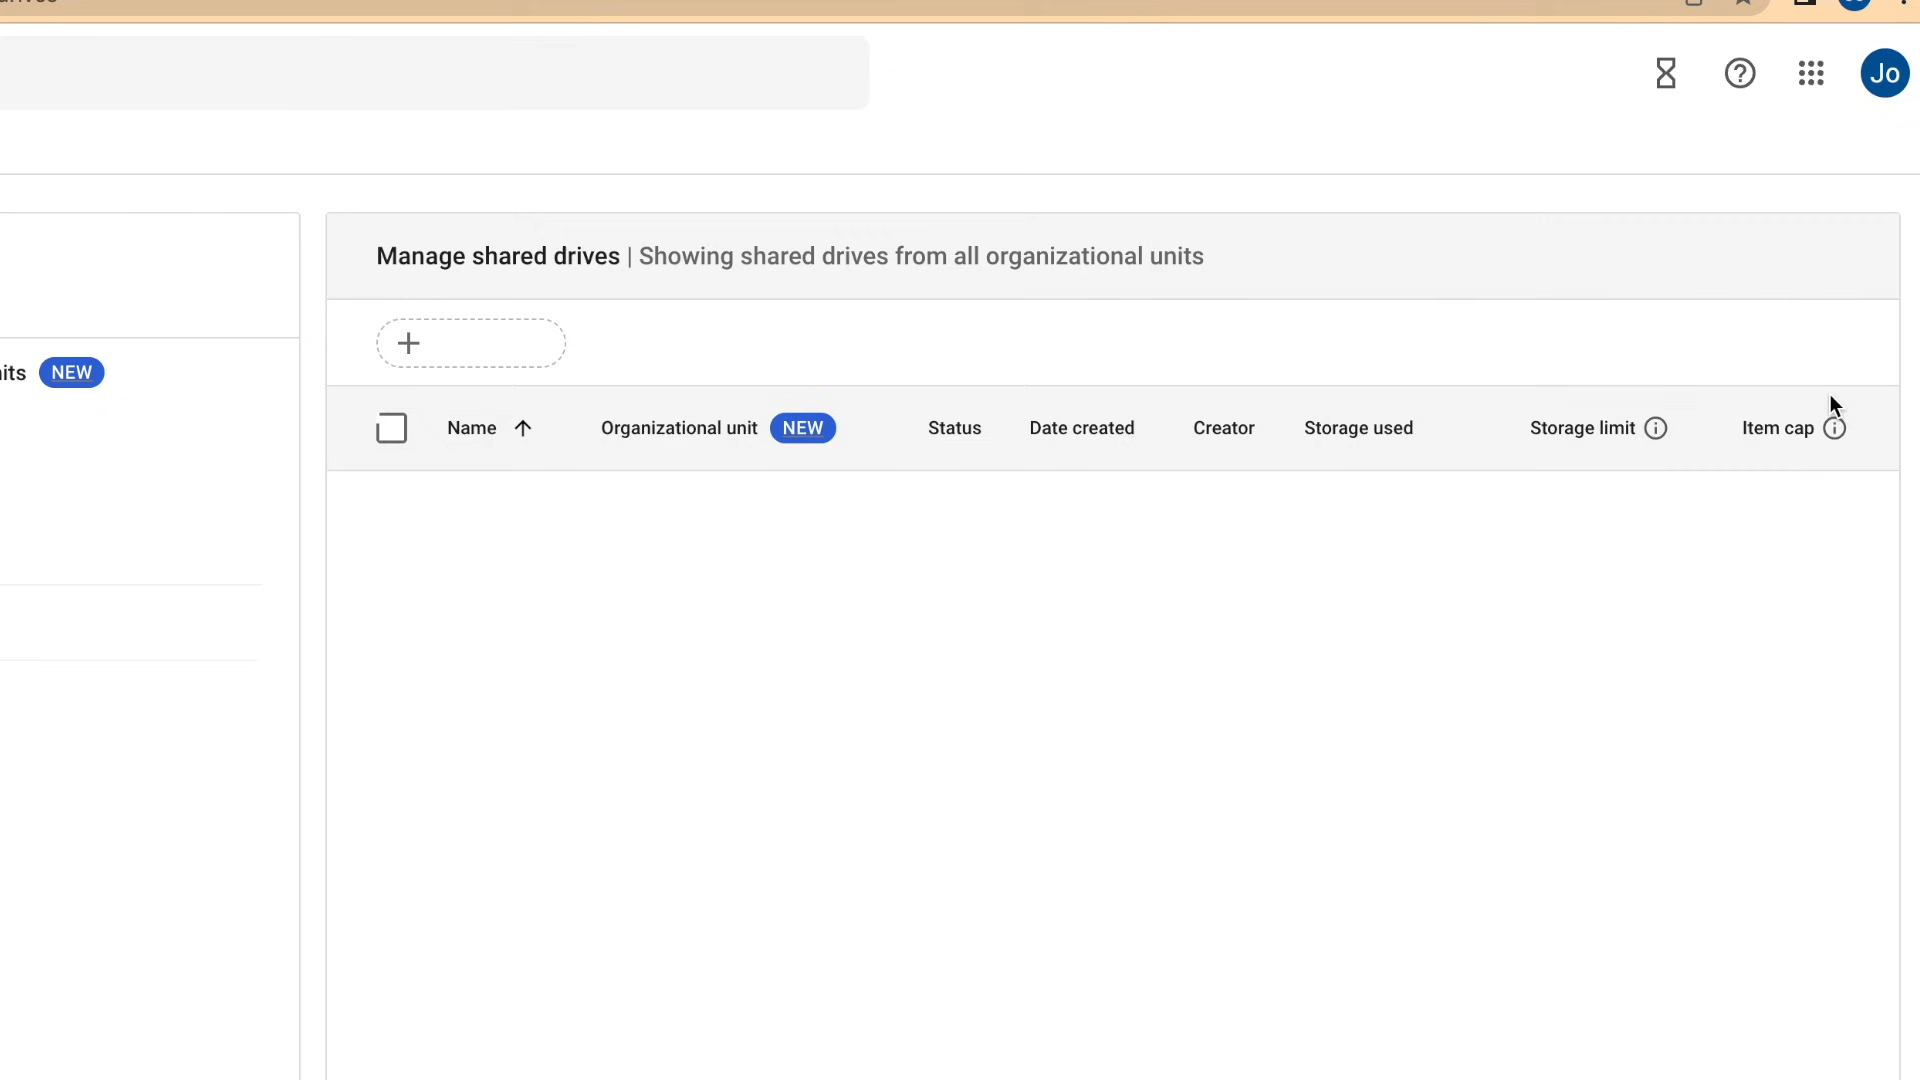 Jo
Manage shared drives | Showing shared drives from all organizational units
NEW
Name Organizational unit NEW Status Date created Creator Storage used Storage limit Item cap